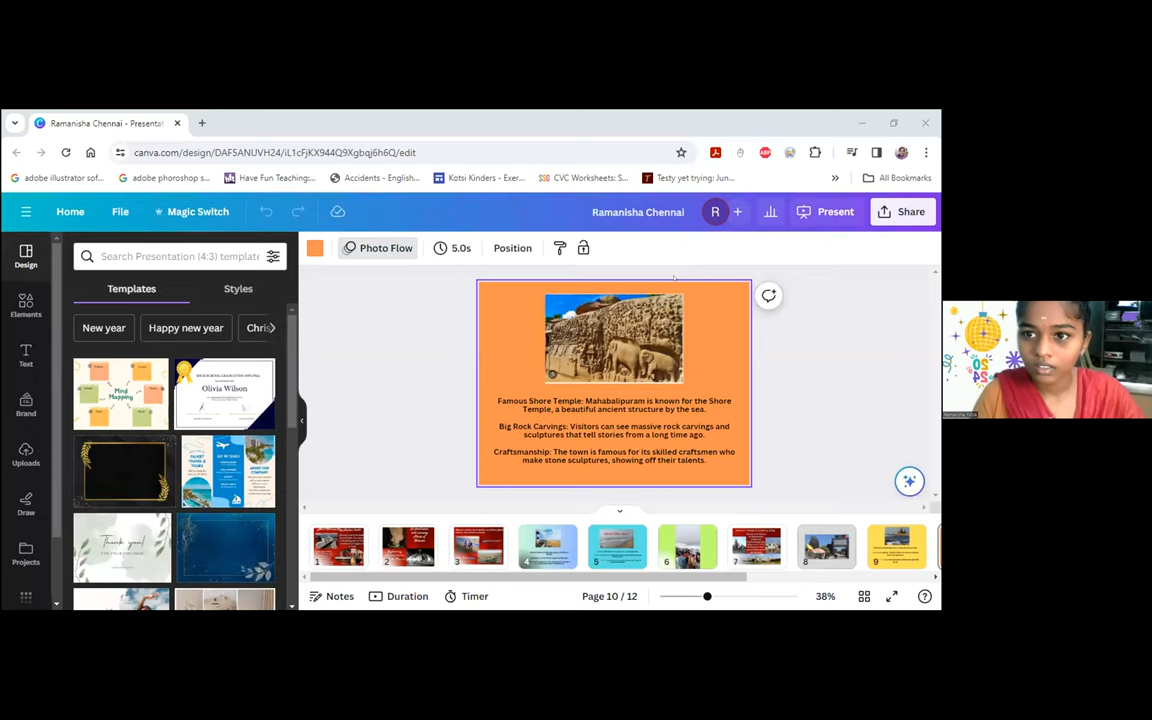 Ramanisha Chennai - Presentat
canva.com/design/DAF5ANUVH24/iL1cFjKX944Q9Xgbqj6h6Q/edit
adobe illustrator sof...
adobe phoroshop s...
Have Fun Teaching:...
Accidents - English...
Kotsi Kinders - Exer...
CVC Worksheets: S...
Testy yet trying: Jun...
All Bookmarks
Home
File
Magic Switch
Ramanisha Chennai
R
Present
Share
Design
Elements
Text
Brand
Uploads
Draw
Projects
Search Presentation (4:3) template
Templates
Styles
New year
Happy new year
Chris
Mind
Mapping
Olivia Wilson
Photo Flow
5.0s
Position
Famous Shore Temple: Mahabalipuram is known for the Shore
Temple, a beautiful ancient structure by the sea.
Big Rock Carvings: Visitors can see massive rock carvings and
sculptures that tell stories from a long time ago.
Craftsmanship: The town is famous for its skilled craftsmen who
make stone sculptures, showing off their talents.
1
2
3
4
5
6
7
8
9
Notes
Duration
Timer
Page 10 / 12
38%